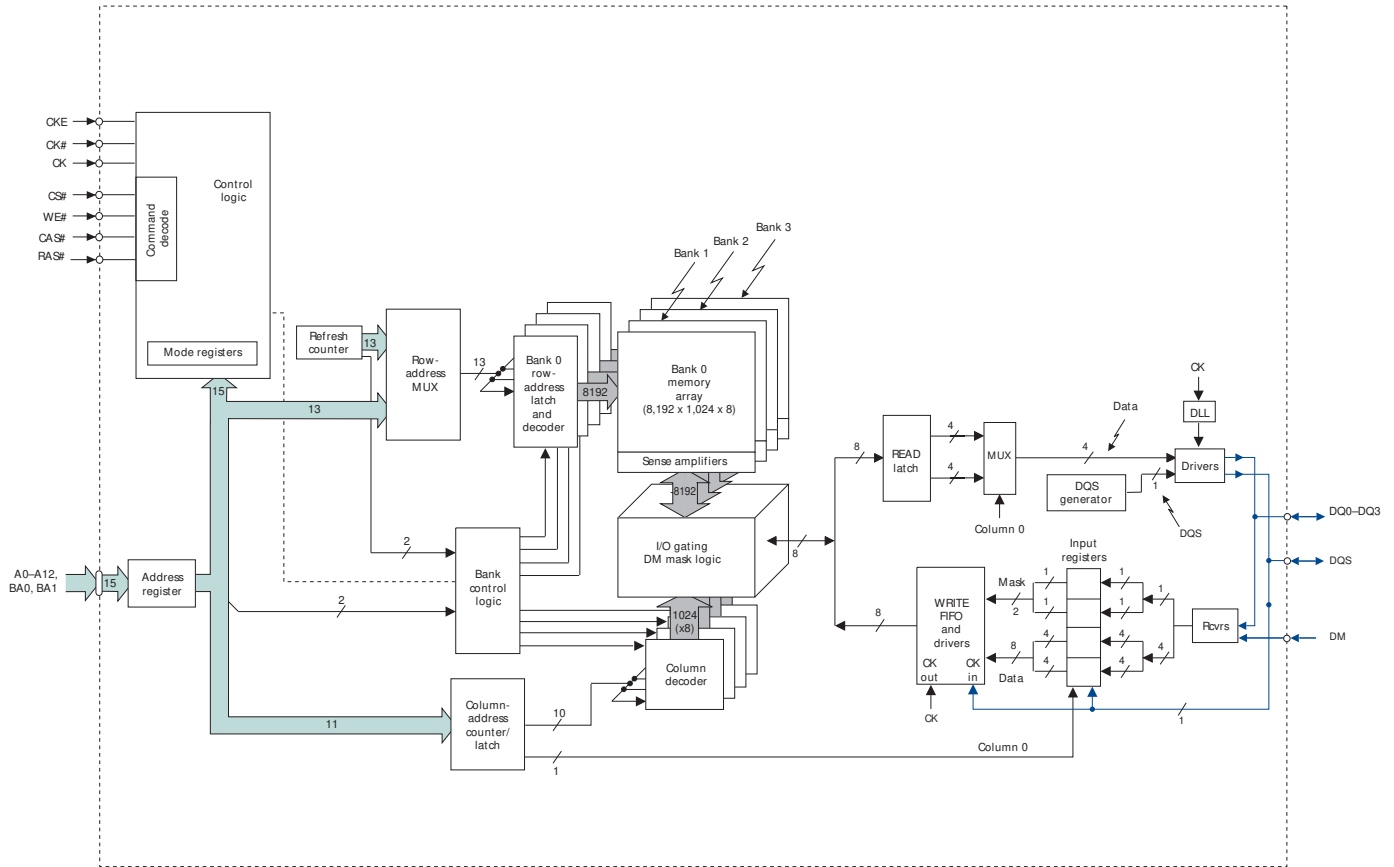 CKE
CK#
CK
CS#
WE#
CAS#
RAS#
Command
decode
Control
logic
Mode registers
15
Refresh
counter
13
13
Row-
address
MUX
13
Bank 0
row-
address
latch
and
decoder
8192
Bank 1
Bank 2
Bank 3
Bank 0
memory
array
(8,192 x 1,024 x 8)
Sense amplifiers
8192
I/O gating
DM mask logic
8
1024
(x8)
Column
decoder
A0–A12,
BA0, BA1
15
Address
register
2
2
Bank
control
logic
11
Column-
address
counter/
latch
10
1
Column 0
8
READ
latch
4
4
MUX
Column 0
Data
4
DQS
generator
1
DQS
CK
DLL
Drivers
DQ0–DQ3
DQS
DM
Input
registers
8
WRITE
FIFO
and
drivers
CK
out
CK
in
CK
Mask
2
8
Data
1
1
4
4
1
1
4
4
1
4
Rcvrs
1